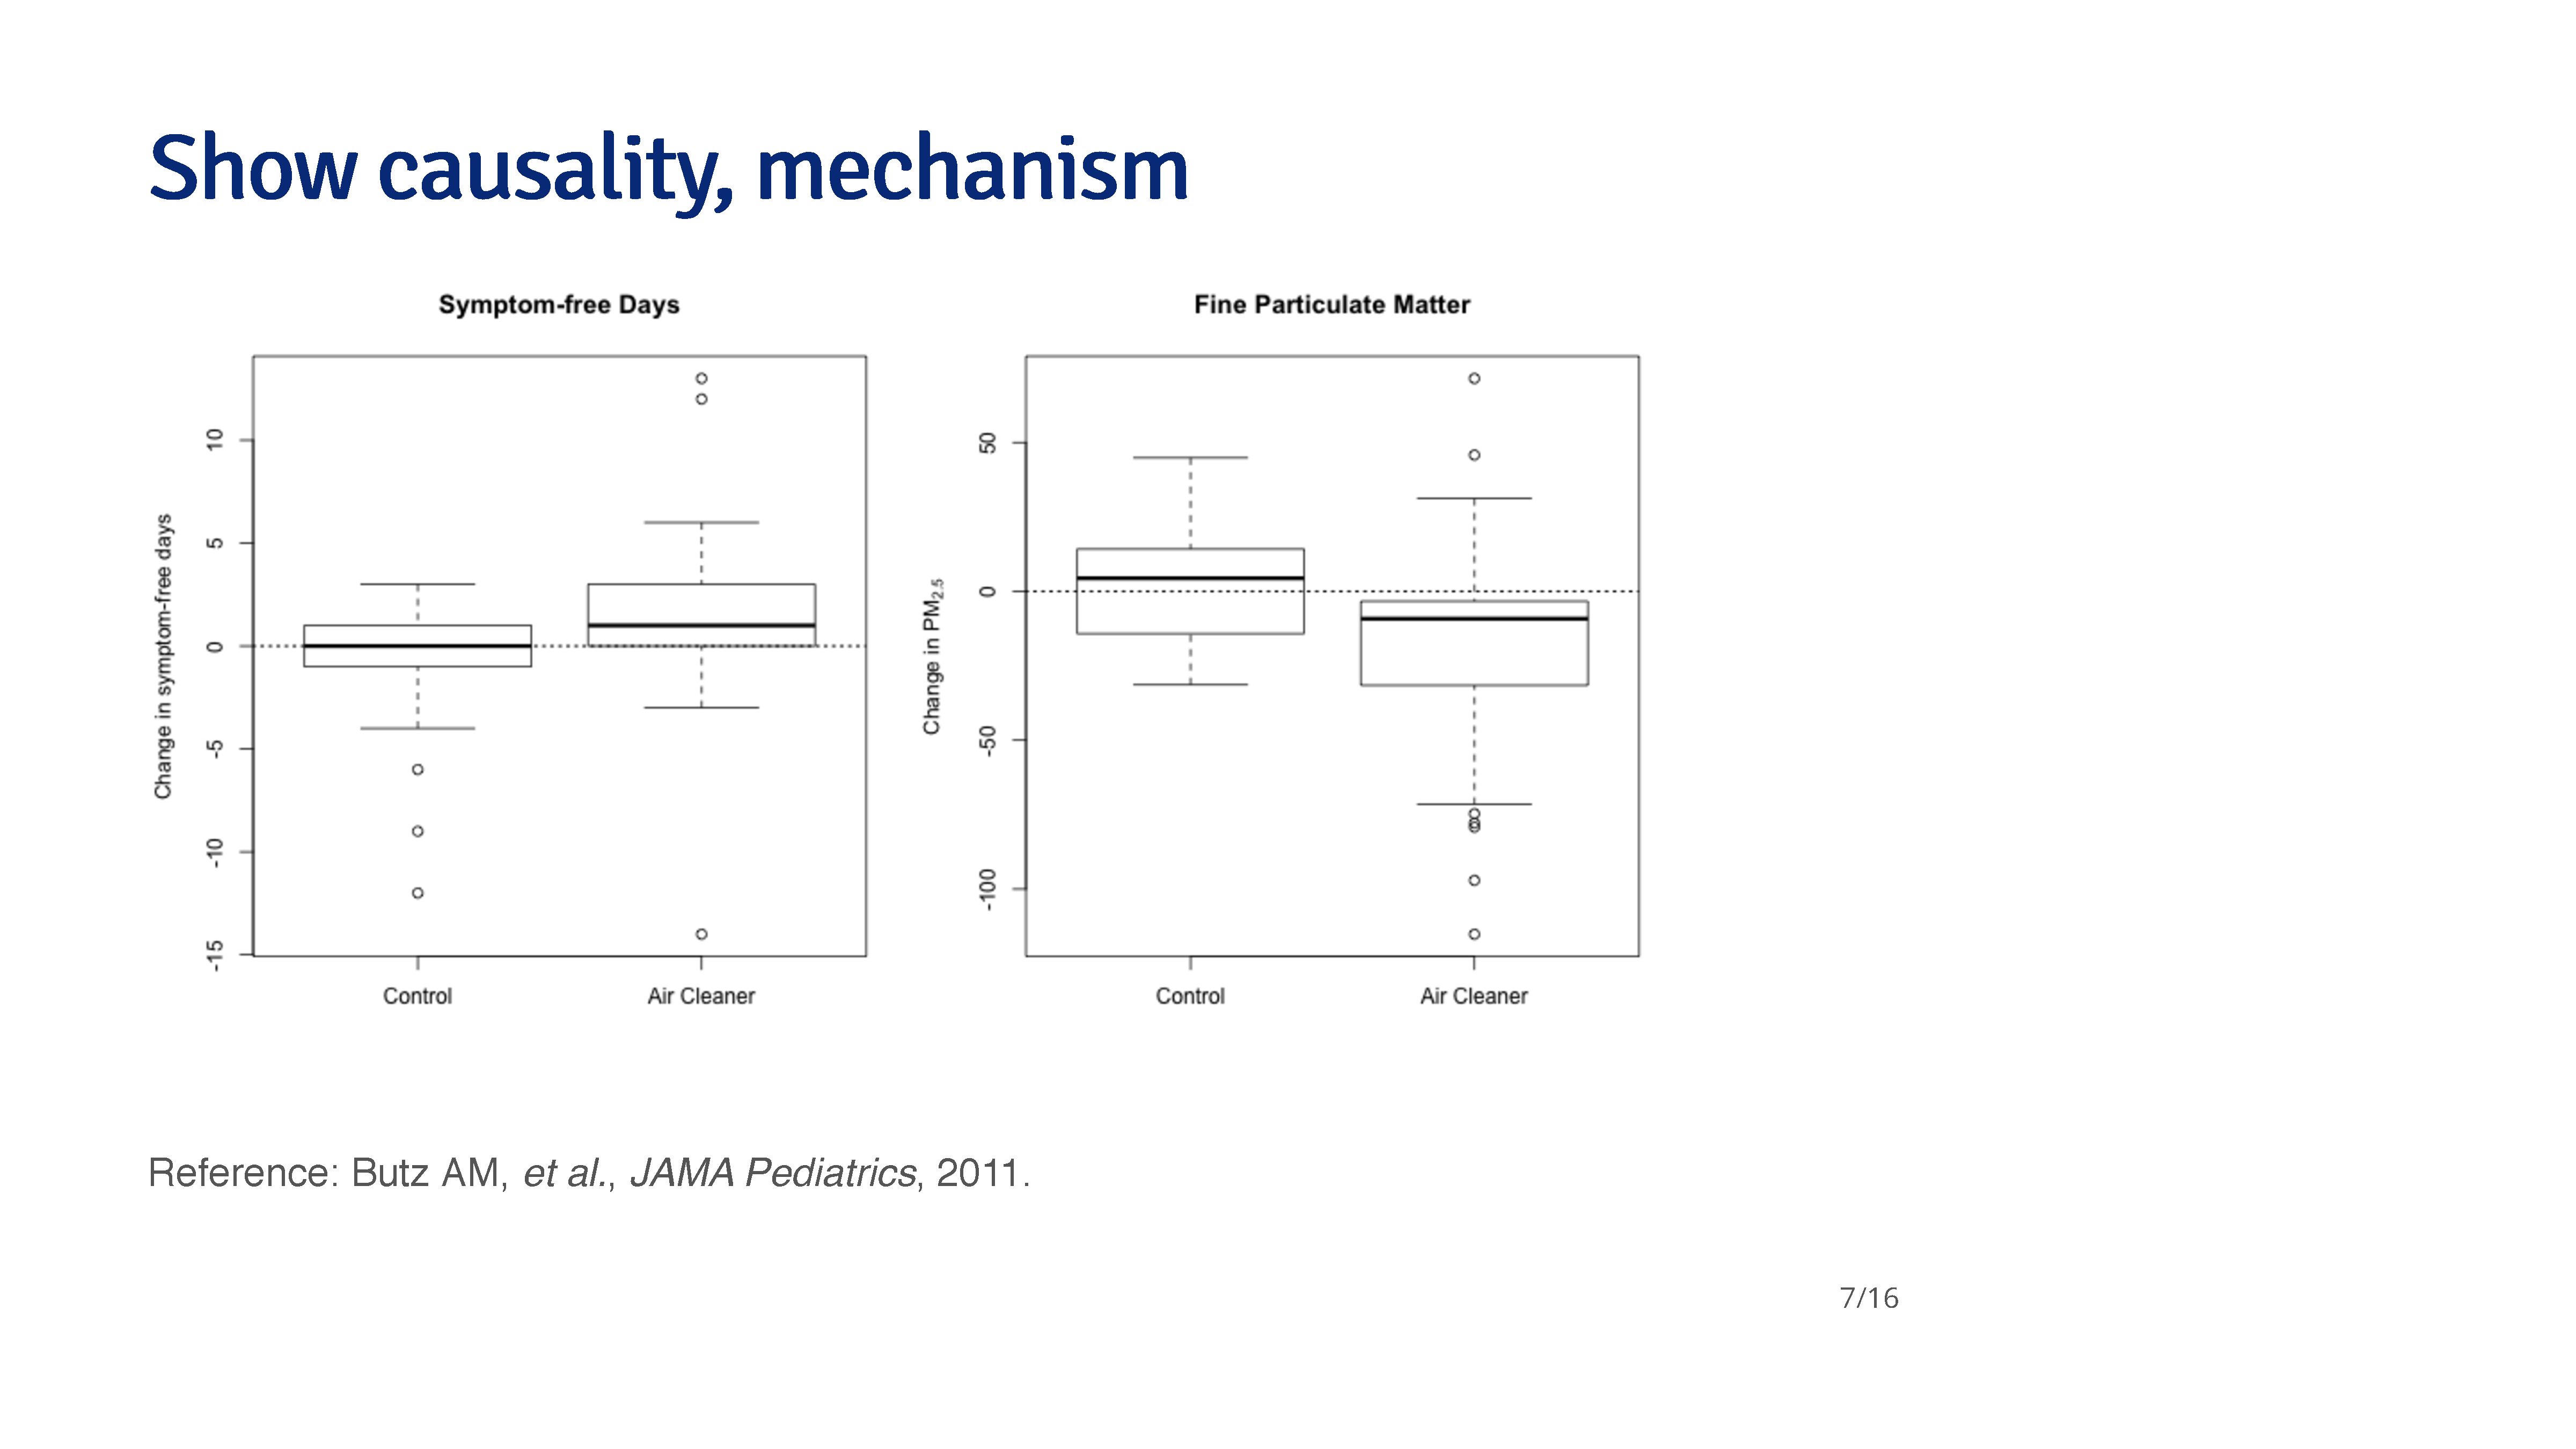 Show causality, mechanism
Symptom-free Days
Change in symptom-free days
10
5
0
-5
-10
-15
Control
Air Cleaner
Fine Particulate Matter
Change in PM2.5
50
0
-50
-100
Control
Air Cleaner
Reference: Butz AM, et al., JAMA Pediatrics, 2011.
7/16